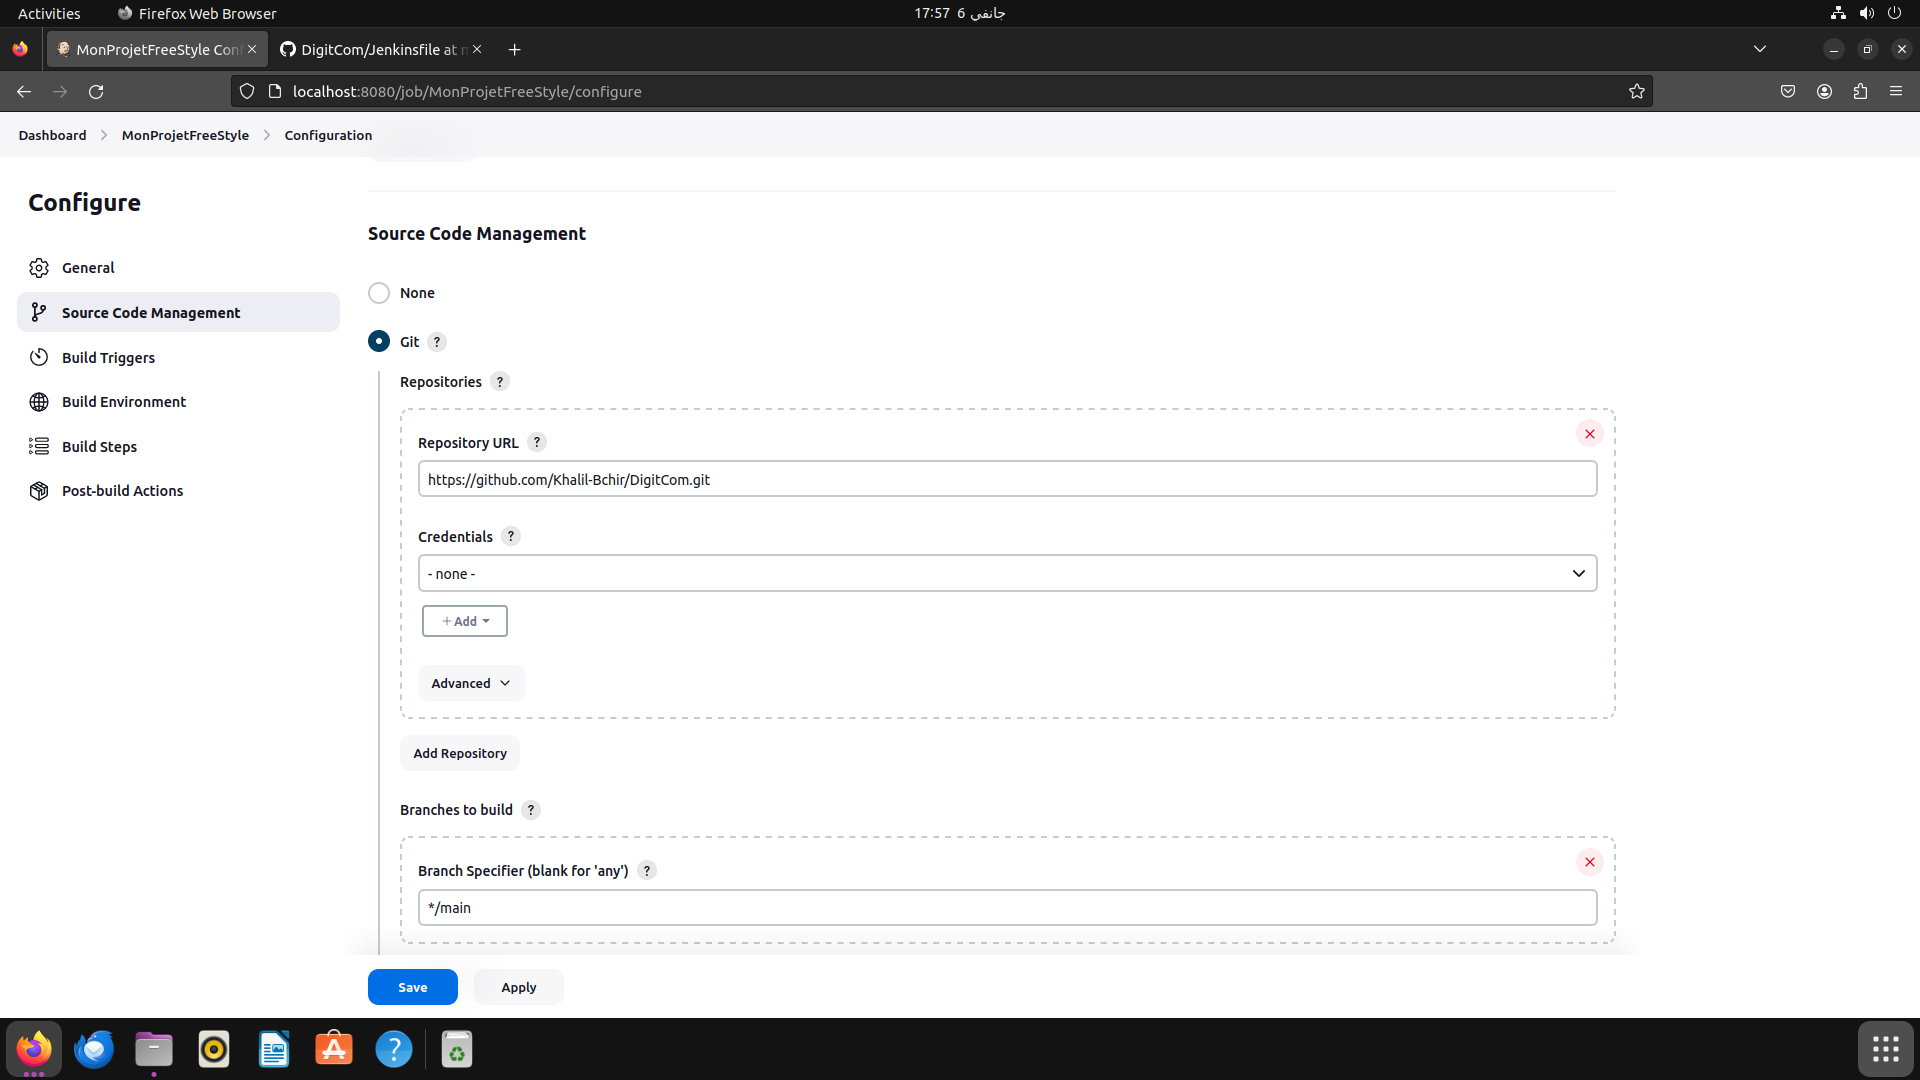 Activities
Firefox Web Browser
17:57 6 جانفي
MonProjetFreeStyle Con
DigitCom/Jenkinsfile at
localhost:8080/job/MonProjetFreeStyle/configure
Dashboard
MonProjetFreeStyle
Configuration
Configure
General
Source Code Management
Build Triggers
Build Environment
Build Steps
Post-build Actions
Source Code Management
None
Git ?
Repositories ?
Repository URL ?
https://github.com/Khalil-Bchir/DigitCom.git
Credentials ?
- none -
+ Add
Advanced
Add Repository
Branches to build ?
Branch Specifier (blank for 'any') ?
*/main
Save
Apply